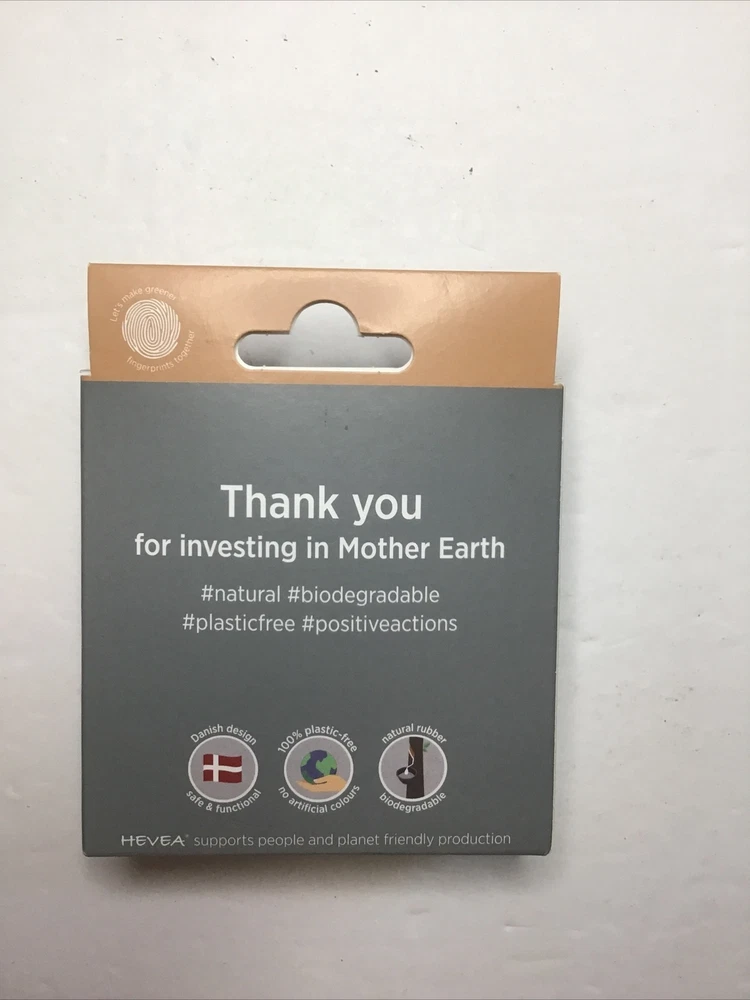 Let's make greener
fingerprints together
Thank you
for investing in Mother Earth
#natural #biodegradable
#plasticfree #positiveactions
Danish design
safe & functional
100% plastic-free
no artificial colours
natural rubber
biodegradable
HEVEA® supports people and planet friendly production